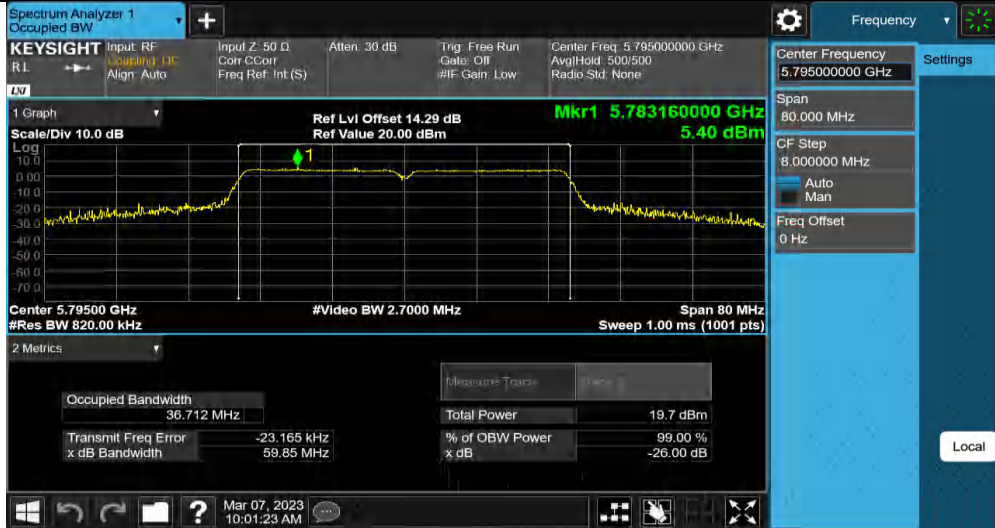 Spectrum Analyzer 1
Occupied BW
+
Frequency
KEYSIGHT
RL
LXI
Input: RF
Coupling: DC
Align: Auto
Input Z: 50 Ω
Corr CCorr
Freq Ref: Int (S)
Atten: 30 dB
Trig: Free Run
Gate: Off
#IF Gain: Low
Center Freq: 5.795000000 GHz
Avg|Hold: 500/500
Radio Std: None
Center Frequency
5.795000000 GHz
Settings
Span
80.000 MHz
CF Step
8.000000 MHz
Auto
Man
Freq Offset
0 Hz
1 Graph
Scale/Div 10.0 dB
Ref Lvl Offset 14.29 dB
Ref Value 20.00 dBm
Mkr1 5.783160000 GHz
5.40 dBm
Log
10.0
0.00
-10.0
-20.0
-30.0
-40.0
-50.0
-60.0
-70.0
1
Center 5.79500 GHz
#Res BW 820.00 kHz
#Video BW 2.7000 MHz
Span 80 MHz
Sweep 1.00 ms (1001 pts)
2 Metrics
Measure Trace
Occupied Bandwidth
36.712 MHz
Total Power 19.7 dBm
Transmit Freq Error -23.165 kHz
% of OBW Power 99.00 %
x dB Bandwidth 59.85 MHz
x dB -26.00 dB
Local
?
Mar 07, 2023
10:01:23 AM